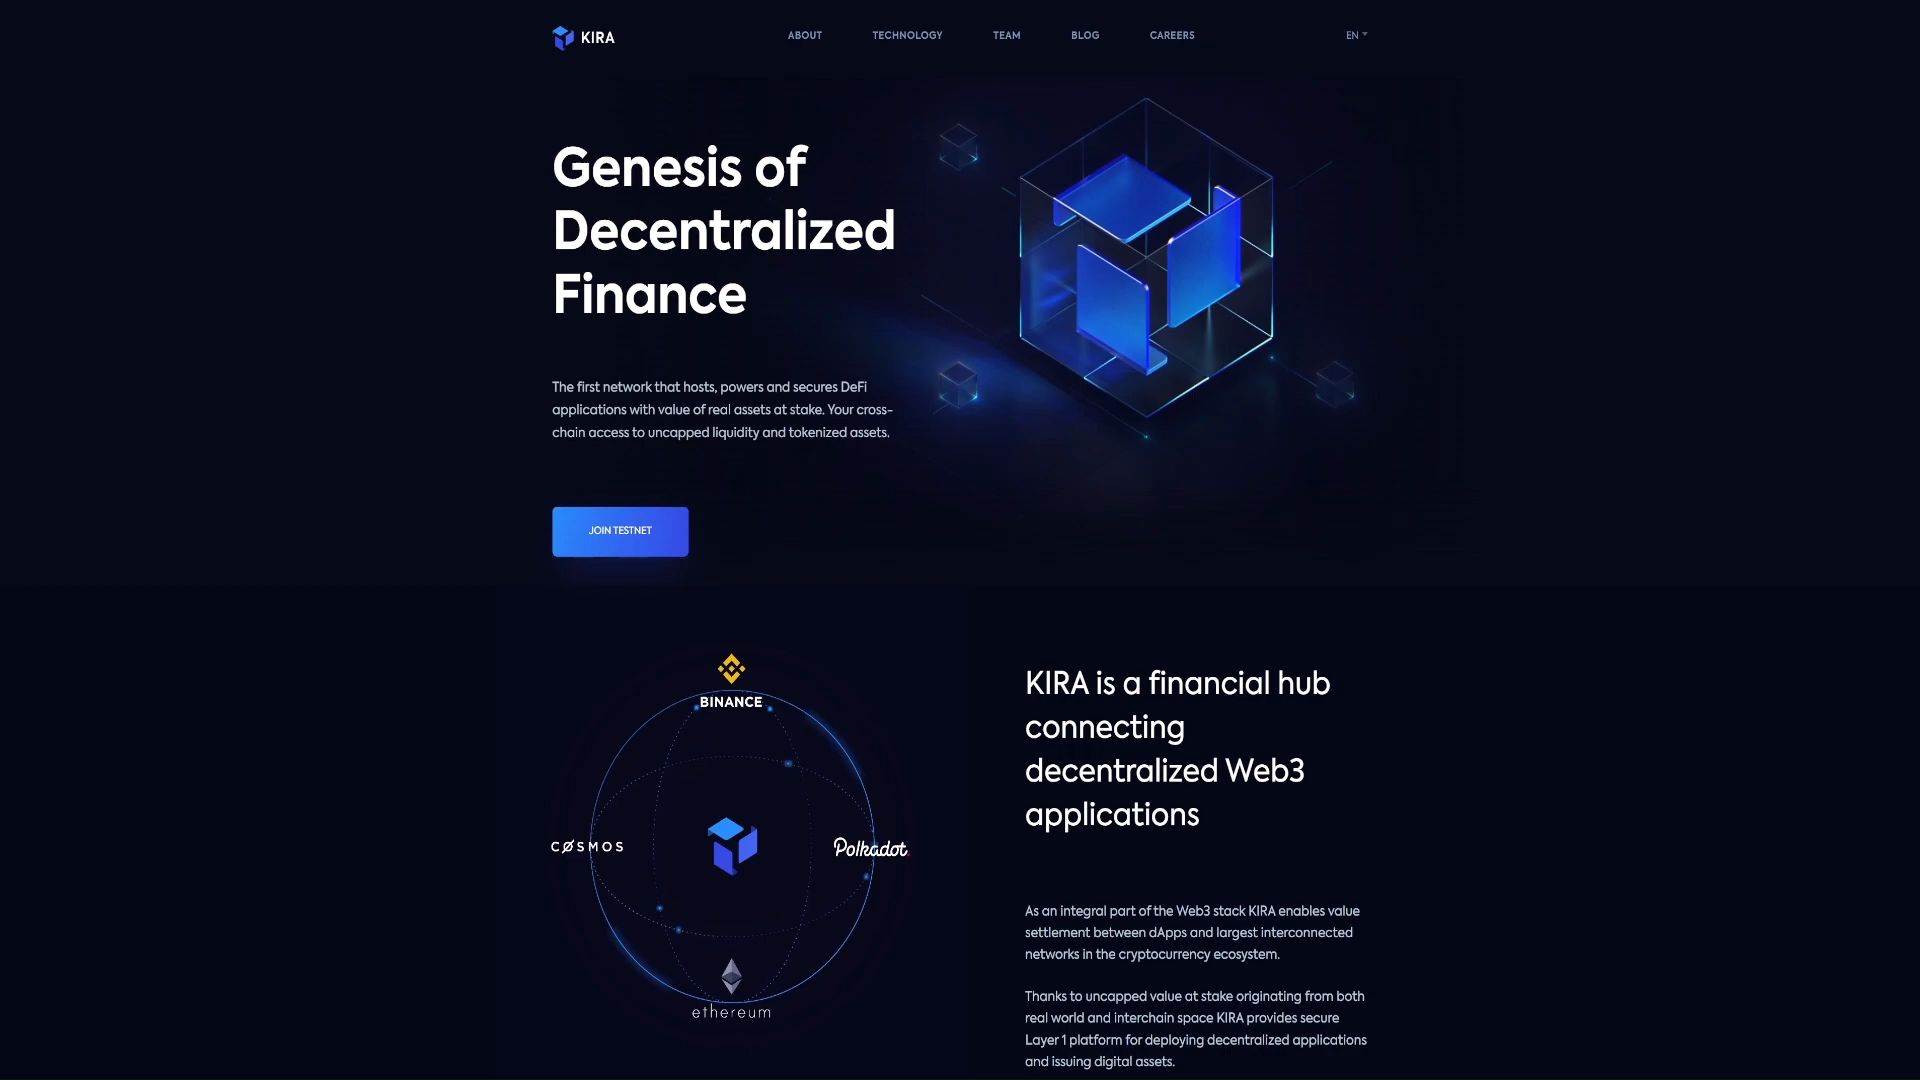 KIRA
ABOUT
TECHNOLOGY
TEAM
BLOG
CAREERS
EN
Genesis of
Decentralized
Finance
The first network that hosts, powers and secures DeFi
applications with value of real assets at stake. Your cross-
chain access to uncapped liquidity and tokenized assets.
JOIN TESTNET
BINANCE
CØSMOS
Polkadot
ethereum
KIRA is a financial hub
connecting
decentralized Web3
applications
As an integral part of the Web3 stack KIRA enables value
settlement between dApps and largest interconnected
networks in the cryptocurrency ecosystem.
Thanks to uncapped value at stake originating from both
real world and interchain space KIRA provides secure
Layer 1 platform for deploying decentralized applications
and issuing digital assets.